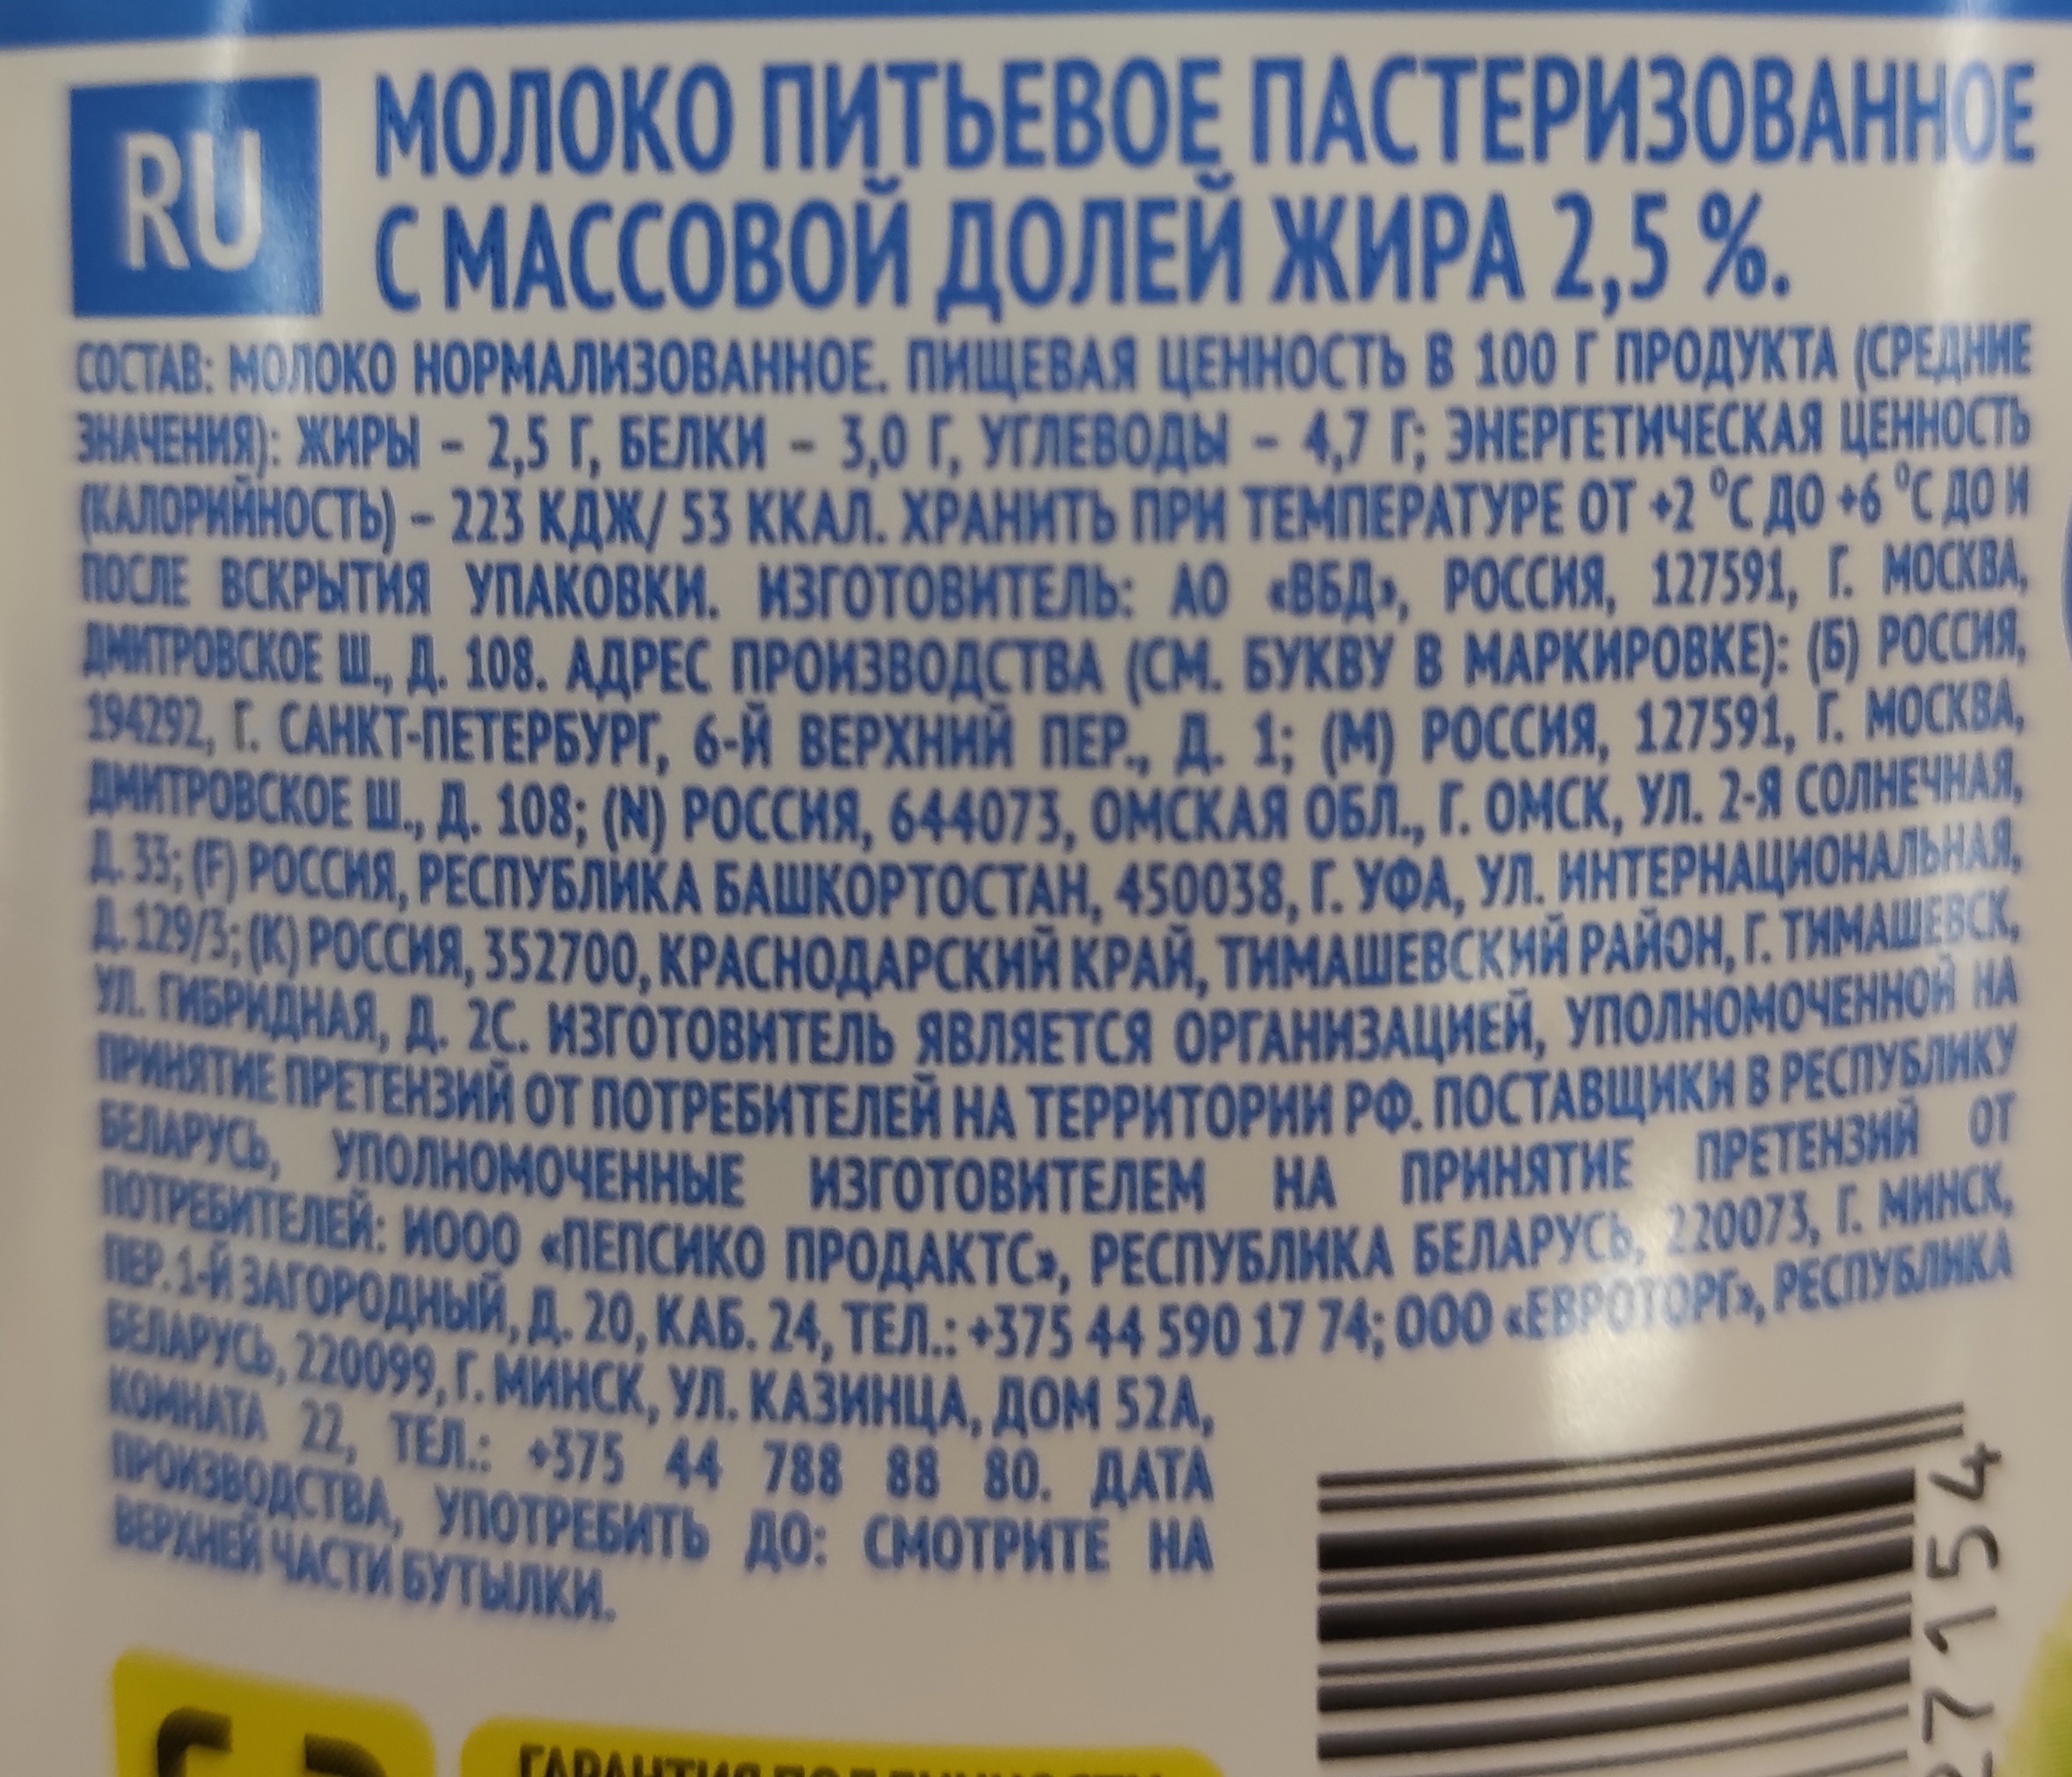 RU
МОЛОКО ПИТЬЕВОЕ ПАСТЕРИЗОВАННОЕ
С МАССОВОЙ ДОЛЕЙ ЖИРА 2,5 %.
СОСТАВ: МОЛОКО НОРМАЛИЗОВАННОЕ. ПИЩЕВАЯ ЦЕННОСТЬ В 100 Г ПРОДУКТА (СРЕДНИЕ
ЗНАЧЕНИЯ): ЖИРЫ – 2,5 Г, БЕЛКИ – 3,0 Г, УГЛЕВОДЫ – 4,7 Г; ЭНЕРГЕТИЧЕСКАЯ ЦЕННОСТЬ
(КАЛОРИЙНОСТЬ) – 223 КДЖ/ 53 ККАЛ. ХРАНИТЬ ПРИ ТЕМПЕРАТУРЕ ОТ +2 °С ДО +6 °С ДО И
ПОСЛЕ ВСКРЫТИЯ УПАКОВКИ. ИЗГОТОВИТЕЛЬ: АО «ВБД», РОССИЯ, 127591, Г. МОСКВА,
ДМИТРОВСКОЕ Ш., Д. 108. АДРЕС ПРОИЗВОДСТВА (СМ. БУКВУ В МАРКИРОВКЕ): (Б) РОССИЯ,
194292, Г. САНКТ-ПЕТЕРБУРГ, 6-Й ВЕРХНИЙ ПЕР., Д. 1; (М) РОССИЯ, 127591, Г. МОСКВА,
ДМИТРОВСКОЕ Ш., Д. 108; (N) РОССИЯ, 644073, ОМСКАЯ ОБЛ., Г. ОМСК, УЛ. 2-Я СОЛНЕЧНАЯ,
Д. 33; (F) РОССИЯ, РЕСПУБЛИКА БАШКОРТОСТАН, 450038, Г. УФА, УЛ. ИНТЕРНАЦИОНАЛЬНАЯ,
Д. 129/3; (К) РОССИЯ, 352700, КРАСНОДАРСКИЙ КРАЙ, ТИМАШЕВСКИЙ РАЙОН, Г. ТИМАШЕВСК,
УЛ. ГИБРИДНАЯ, Д. 2С. ИЗГОТОВИТЕЛЬ ЯВЛЯЕТСЯ ОРГАНИЗАЦИЕЙ, УПОЛНОМОЧЕННОЙ НА
ПРИНЯТИЕ ПРЕТЕНЗИЙ ОТ ПОТРЕБИТЕЛЕЙ НА ТЕРРИТОРИИ РФ. ПОСТАВЩИКИ В РЕСПУБЛИКУ
БЕЛАРУСЬ, УПОЛНОМОЧЕННЫЕ ИЗГОТОВИТЕЛЕМ НА ПРИНЯТИЕ ПРЕТЕНЗИЙ ОТ
ПОТРЕБИТЕЛЕЙ: ИООО «ПЕПСИКО ПРОДАКТС», РЕСПУБЛИКА БЕЛАРУСЬ, 220073, Г. МИНСК,
ПЕР. 1-Й ЗАГОРОДНЫЙ, Д. 20, КАБ. 24, ТЕЛ.: +375 44 590 17 74; ООО «ЕВРОТОРГ», РЕСПУБЛИКА
БЕЛАРУСЬ, 220099, Г. МИНСК, УЛ. КАЗИНЦА, ДОМ 52А,
КОМНАТА 22, ТЕЛ.: +375 44 788 88 80. ДАТА
ПРОИЗВОДСТВА, УПОТРЕБИТЬ ДО: СМОТРИТЕ НА
ВЕРХНЕЙ ЧАСТИ БУТЫЛКИ.
27154